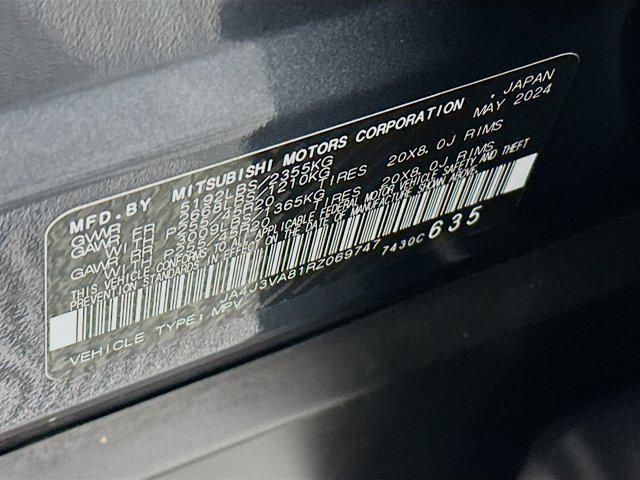 MFD. BY MITSUBISHI MOTORS CORPORATION, JAPAN
MAY 2024
GVWR 5192LBS/2355KG
GAWR FR 2668LBS/1210KG
WITH P255/45R20 TIRES 20X8.0J RIMS
GAWR RR 3009LBS/1365KG
WITH P255/45R20 TIRES 20X8.0J RIMS
THIS VEHICLE CONFORMS TO ALL APPLICABLE FEDERAL MOTOR VEHICLE SAFETY AND THEFT
PREVENTION STANDARDS IN EFFECT ON THE DATE OF MANUFACTURE SHOWN ABOVE.
JA4J3VA81RZ069747 7430C 635
VEHICLE TYPE: MPV